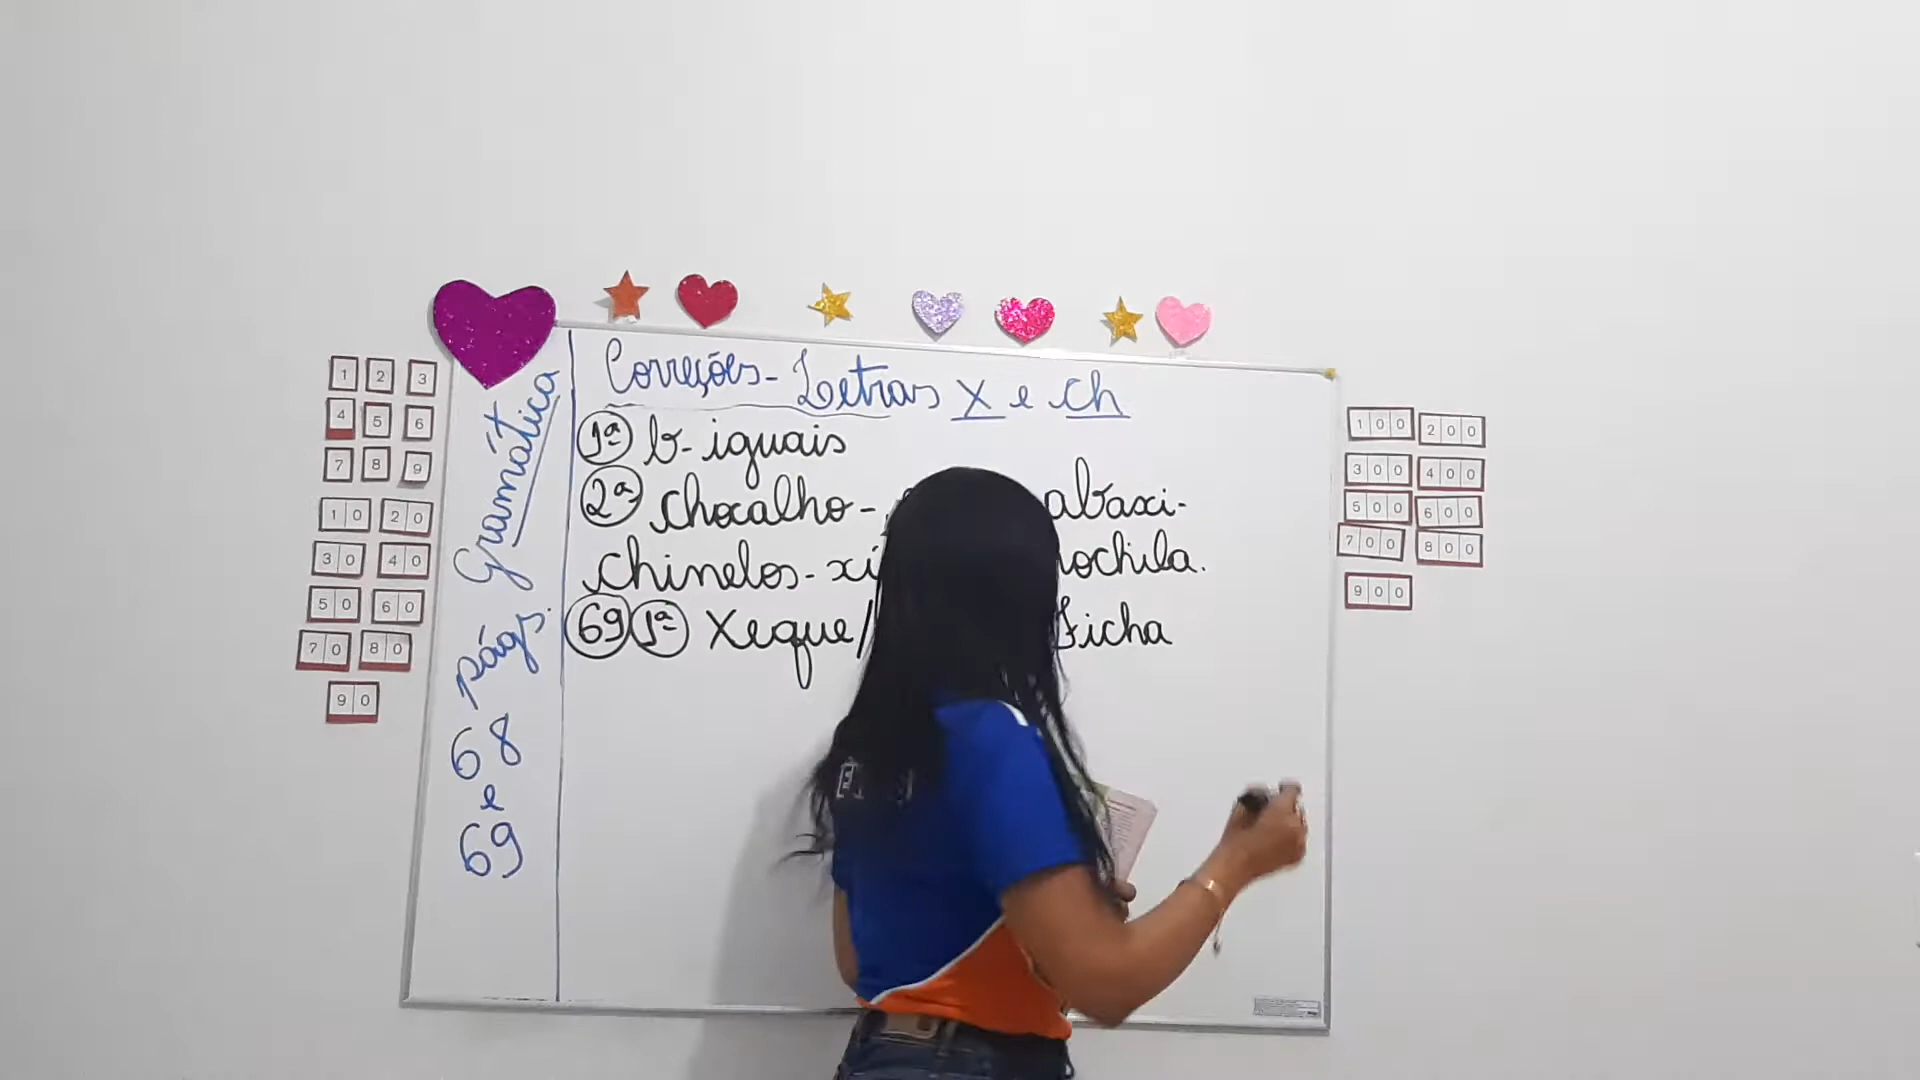 Correções - Letras x e ch
1ª b - iguais
2ª chocalho - abaxi -
chinelos - xí ochila.
69 1ª Xeque/ Ficha
Gramática
págs.
68
e
69
1 2 3
4 5 6
7 8 9
10 20
30 40
50 60
70 80
90
100 200
300 400
500 600
700 800
900